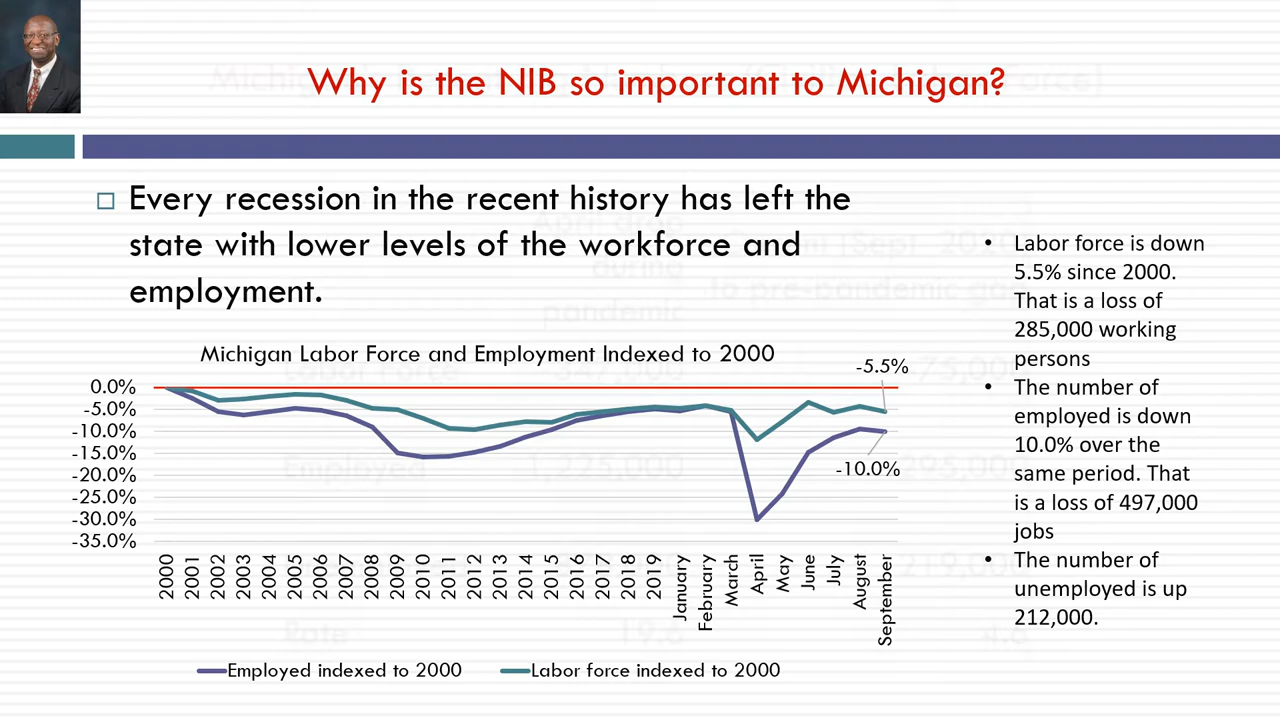 Why is the NIB so important to Michigan?
Every recession in the recent history has left the
state with lower levels of the workforce and
employment.
Michigan Labor Force and Employment Indexed to 2000
0.0%
-5.0%
-10.0%
-15.0%
-20.0%
-25.0%
-30.0%
-35.0%
-5.5%
-10.0%
2000
2001
2002
2003
2004
2005
2006
2007
2008
2009
2010
2011
2012
2013
2014
2015
2016
2017
2018
2019
January
February
March
April
May
June
July
August
September
Employed indexed to 2000
Labor force indexed to 2000
• Labor force is down
5.5% since 2000.
That is a loss of
285,000 working
persons
• The number of
employed is down
10.0% over the
same period. That
is a loss of 497,000
jobs
• The number of
unemployed is up
212,000.